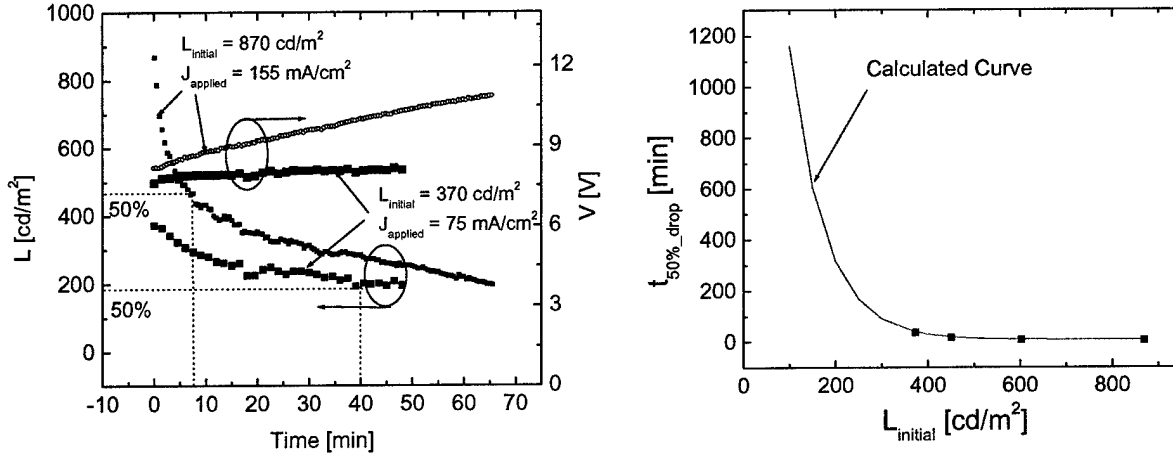 1000
800
600
400
200
0
L [cd/m²]
L_initial = 870 cd/m²
J_applied = 155 mA/cm²
L_initial = 370 cd/m²
J_applied = 75 mA/cm²
50%
50%
12
9
6
3
0
V [V]
-10 0 10 20 30 40 50 60 70
Time [min]
1200
1000
800
600
400
200
0
t_50%_drop [min]
Calculated Curve
0 200 400 600 800
L_initial [cd/m²]